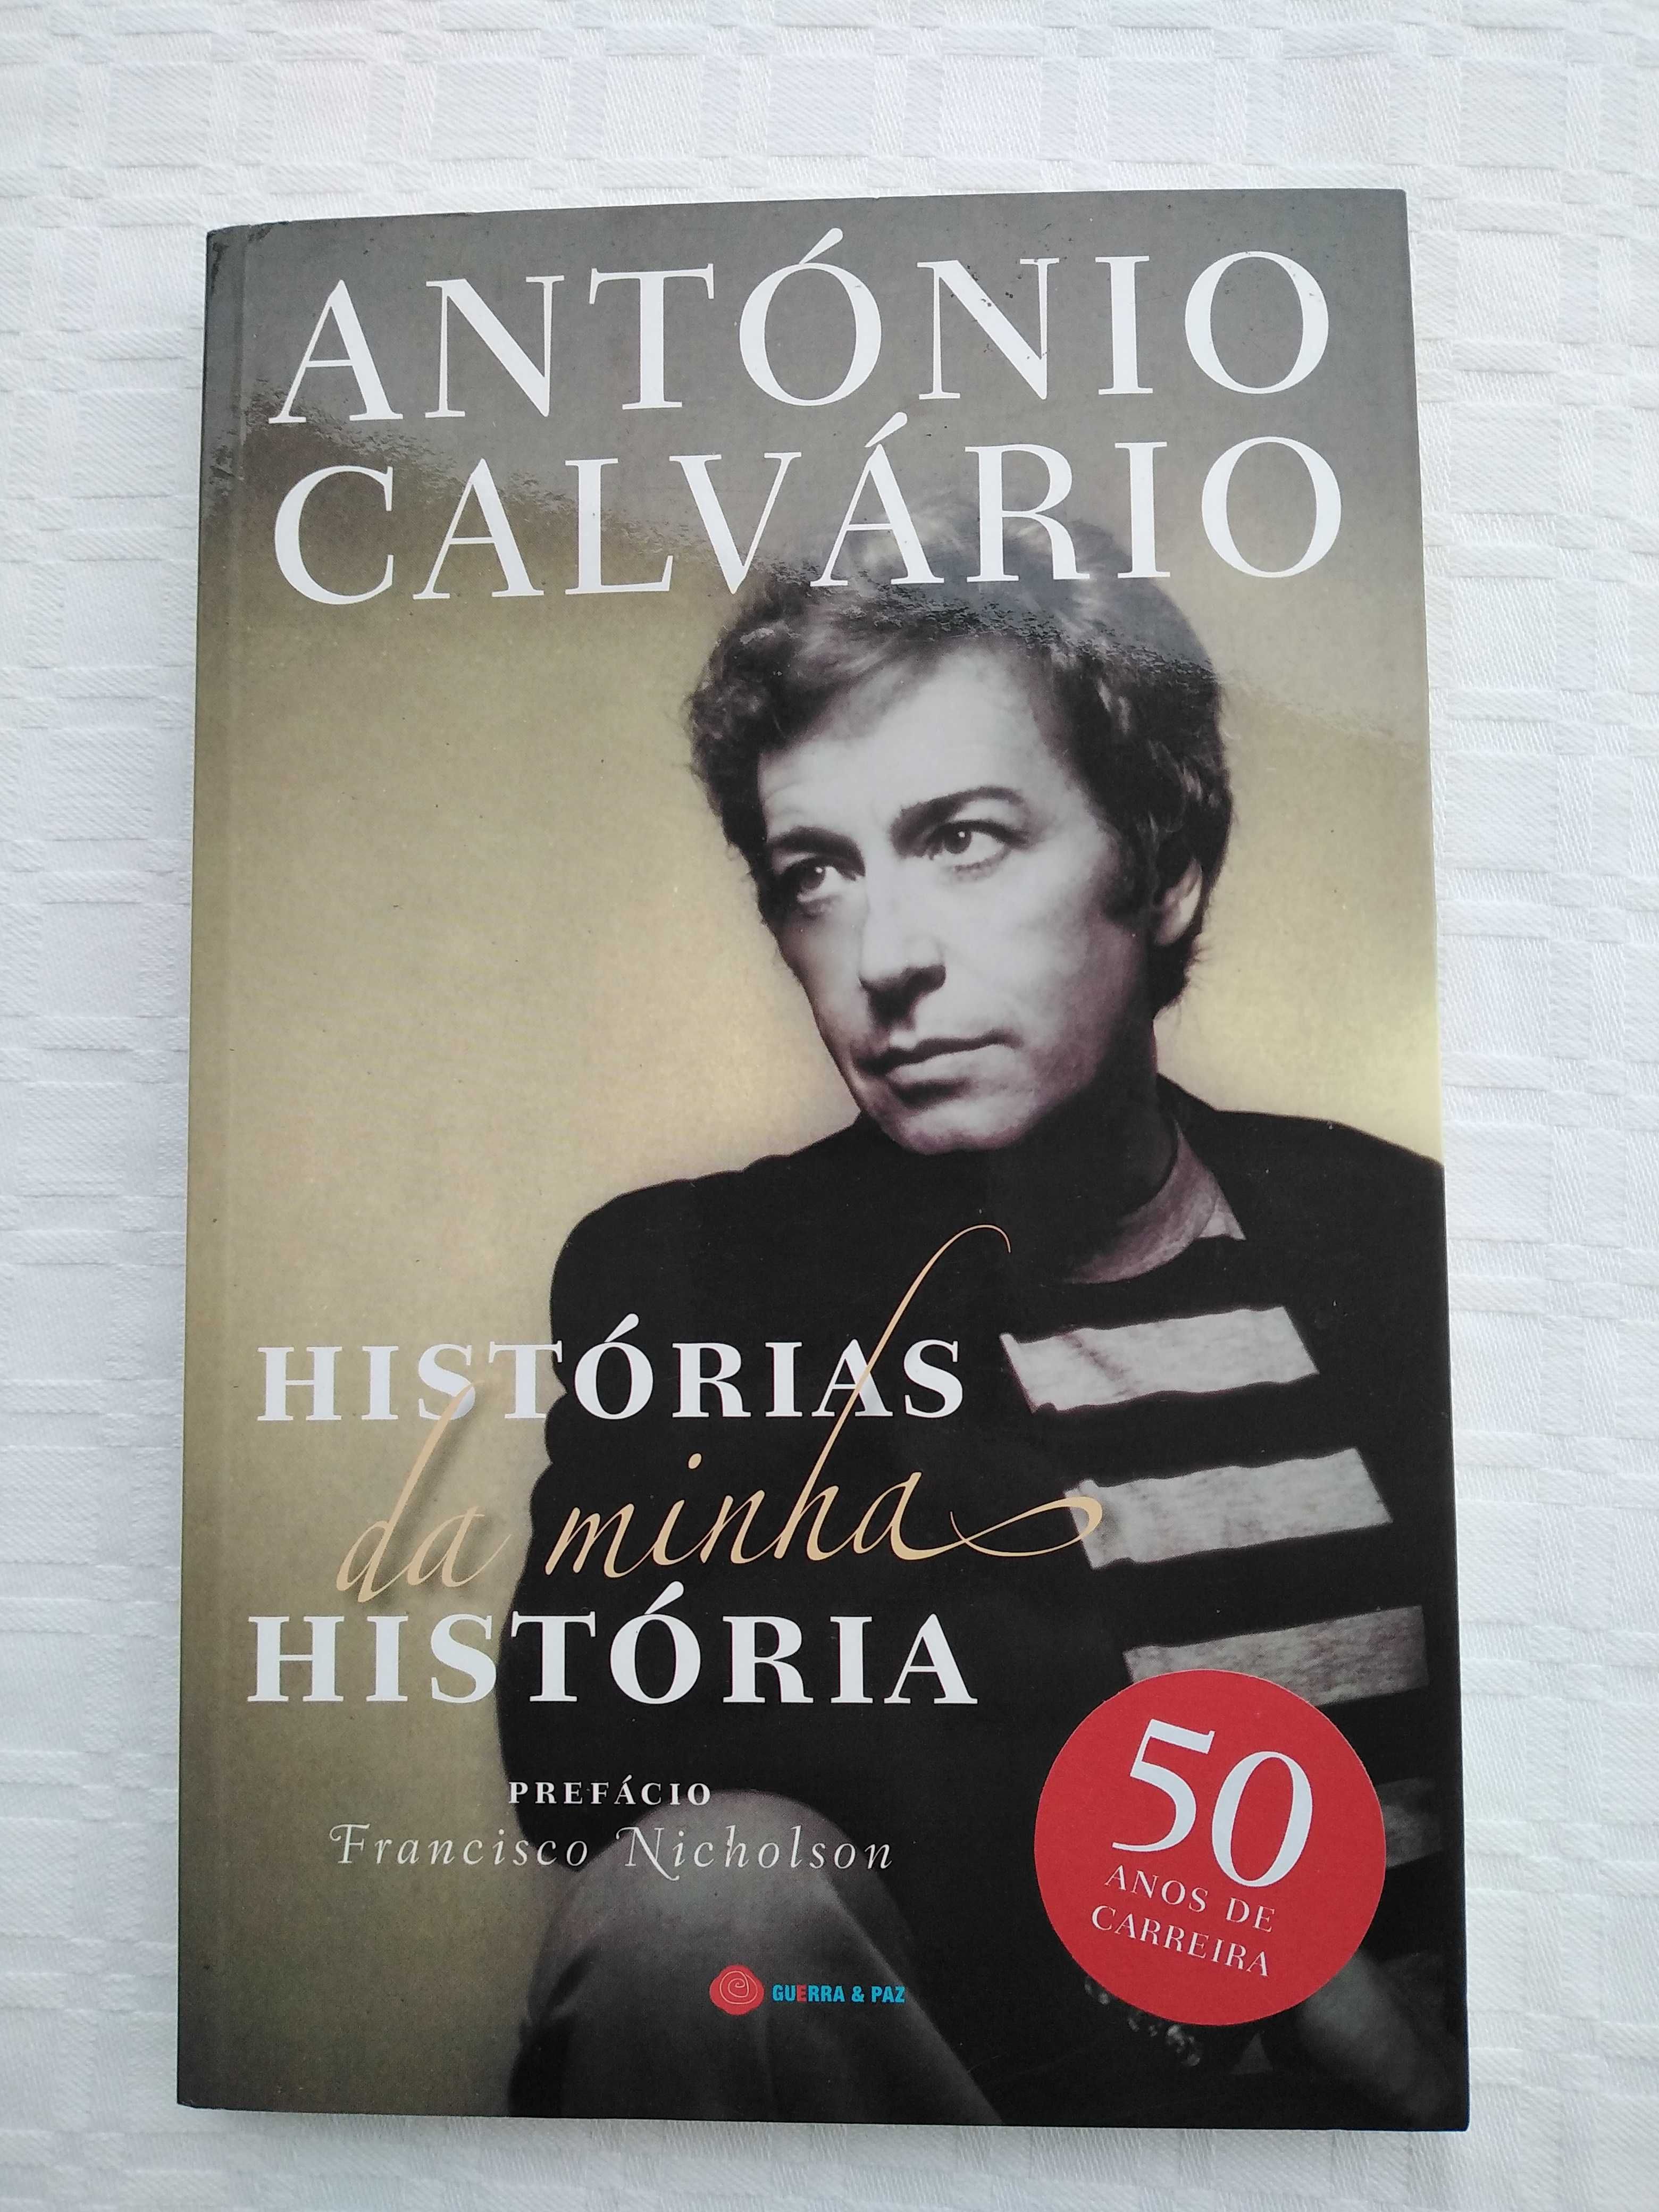 ANTÓNIO
CALVÁRIO
HISTÓRIAS
da minha
HISTÓRIA
PREFÁCIO
Francisco Nicholson
50
ANOS DE
CARREIRA
GUERRA & PAZ